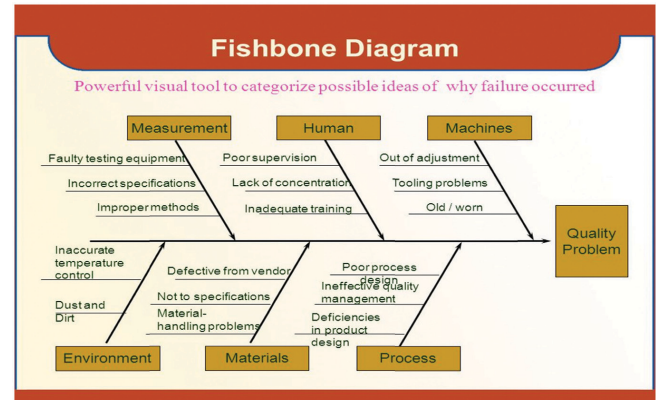 Fishbone Diagram
Powerful visual tool to categorize possible ideas of why failure occurred
Measurement
Human
Machines
Faulty testing equipment
Incorrect specifications
Improper methods
Poor supervision
Lack of concentration
Inadequate training
Out of adjustment
Tooling problems
Old / worn
Quality
Problem
Inaccurate
temperature
control
Dust and
Dirt
Defective from vendor
Not to specifications
Material-
handling problems
Poor process
design
Ineffective quality
management
Deficiencies
in product
design
Environment
Materials
Process